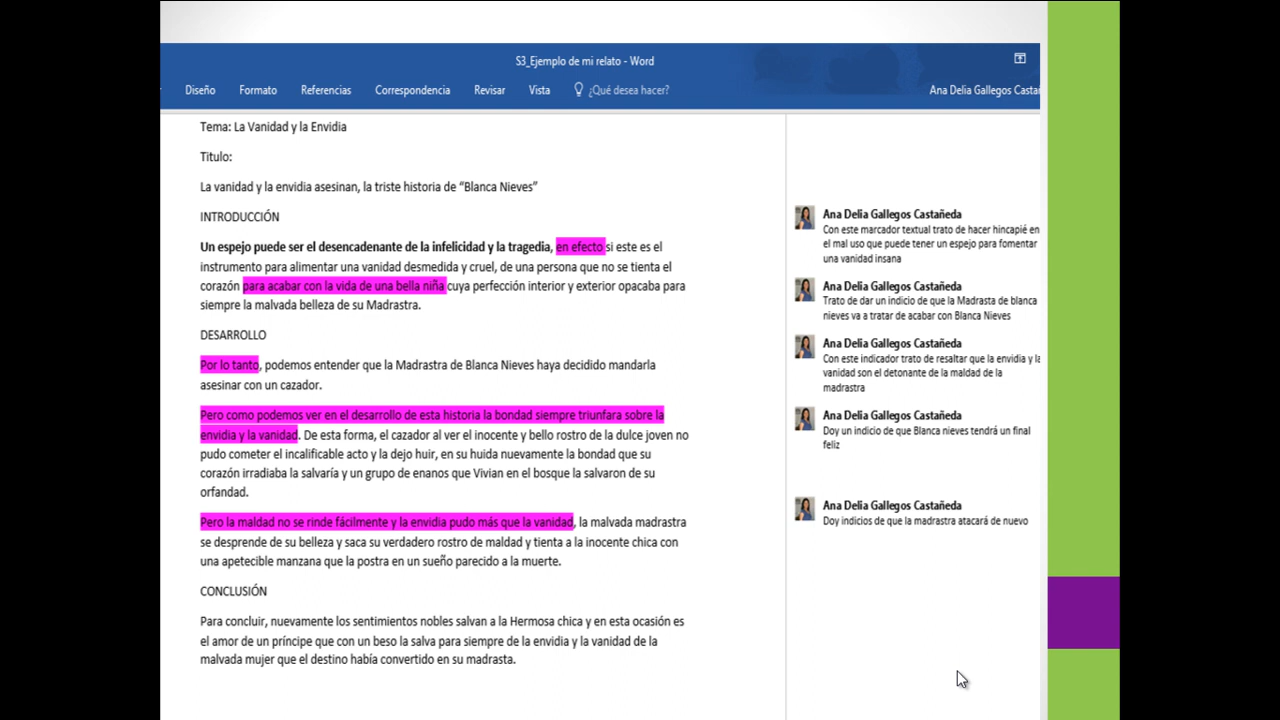 S3_Ejemplo de mi relato - Word
Diseño Formato Referencias Correspondencia Revisar Vista ¿Qué desea hacer?
Ana Delia Gallegos Castañ
Tema: La Vanidad y la Envidia
Titulo:
La vanidad y la envidia asesinan, la triste historia de “Blanca Nieves”
INTRODUCCIÓN
Un espejo puede ser el desencadenante de la infelicidad y la tragedia, en efecto si este es el
instrumento para alimentar una vanidad desmedida y cruel, de una persona que no se tienta el
corazón para acabar con la vida de una bella niña cuya perfección interior y exterior opacaba para
siempre la malvada belleza de su Madrastra.
DESARROLLO
Por lo tanto, podemos entender que la Madrastra de Blanca Nieves haya decidido mandarla
asesinar con un cazador.
Pero como podemos ver en el desarrollo de esta historia la bondad siempre triunfara sobre la
envidia y la vanidad. De esta forma, el cazador al ver el inocente y bello rostro de la dulce joven no
pudo cometer el incalificable acto y la dejo huir, en su huida nuevamente la bondad que su
corazón irradiaba la salvaría y un grupo de enanos que Vivian en el bosque la salvaron de su
orfandad.
Pero la maldad no se rinde fácilmente y la envidia pudo más que la vanidad, la malvada madrastra
se desprende de su belleza y saca su verdadero rostro de maldad y tienta a la inocente chica con
una apetecible manzana que la postra en un sueño parecido a la muerte.
CONCLUSIÓN
Para concluir, nuevamente los sentimientos nobles salvan a la Hermosa chica y en esta ocasión es
el amor de un príncipe que con un beso la salva para siempre de la envidia y la vanidad de la
malvada mujer que el destino había convertido en su madrasta.
Ana Delia Gallegos Castañeda
Con este marcador textual trato de hacer hincapié en
el mal uso que puede tener un espejo para fomentar
una vanidad insana
Ana Delia Gallegos Castañeda
Trato de dar un indicio de que la Madrasta de blanca
nieves va a tratar de acabar con Blanca Nieves
Ana Delia Gallegos Castañeda
Con este indicador trato de resaltar que la envidia y la
vanidad son el detonante de la maldad de la
madrastra
Ana Delia Gallegos Castañeda
Doy un indicio de que Blanca nieves tendrá un final
feliz
Ana Delia Gallegos Castañeda
Doy indicios de que la madrastra atacará de nuevo